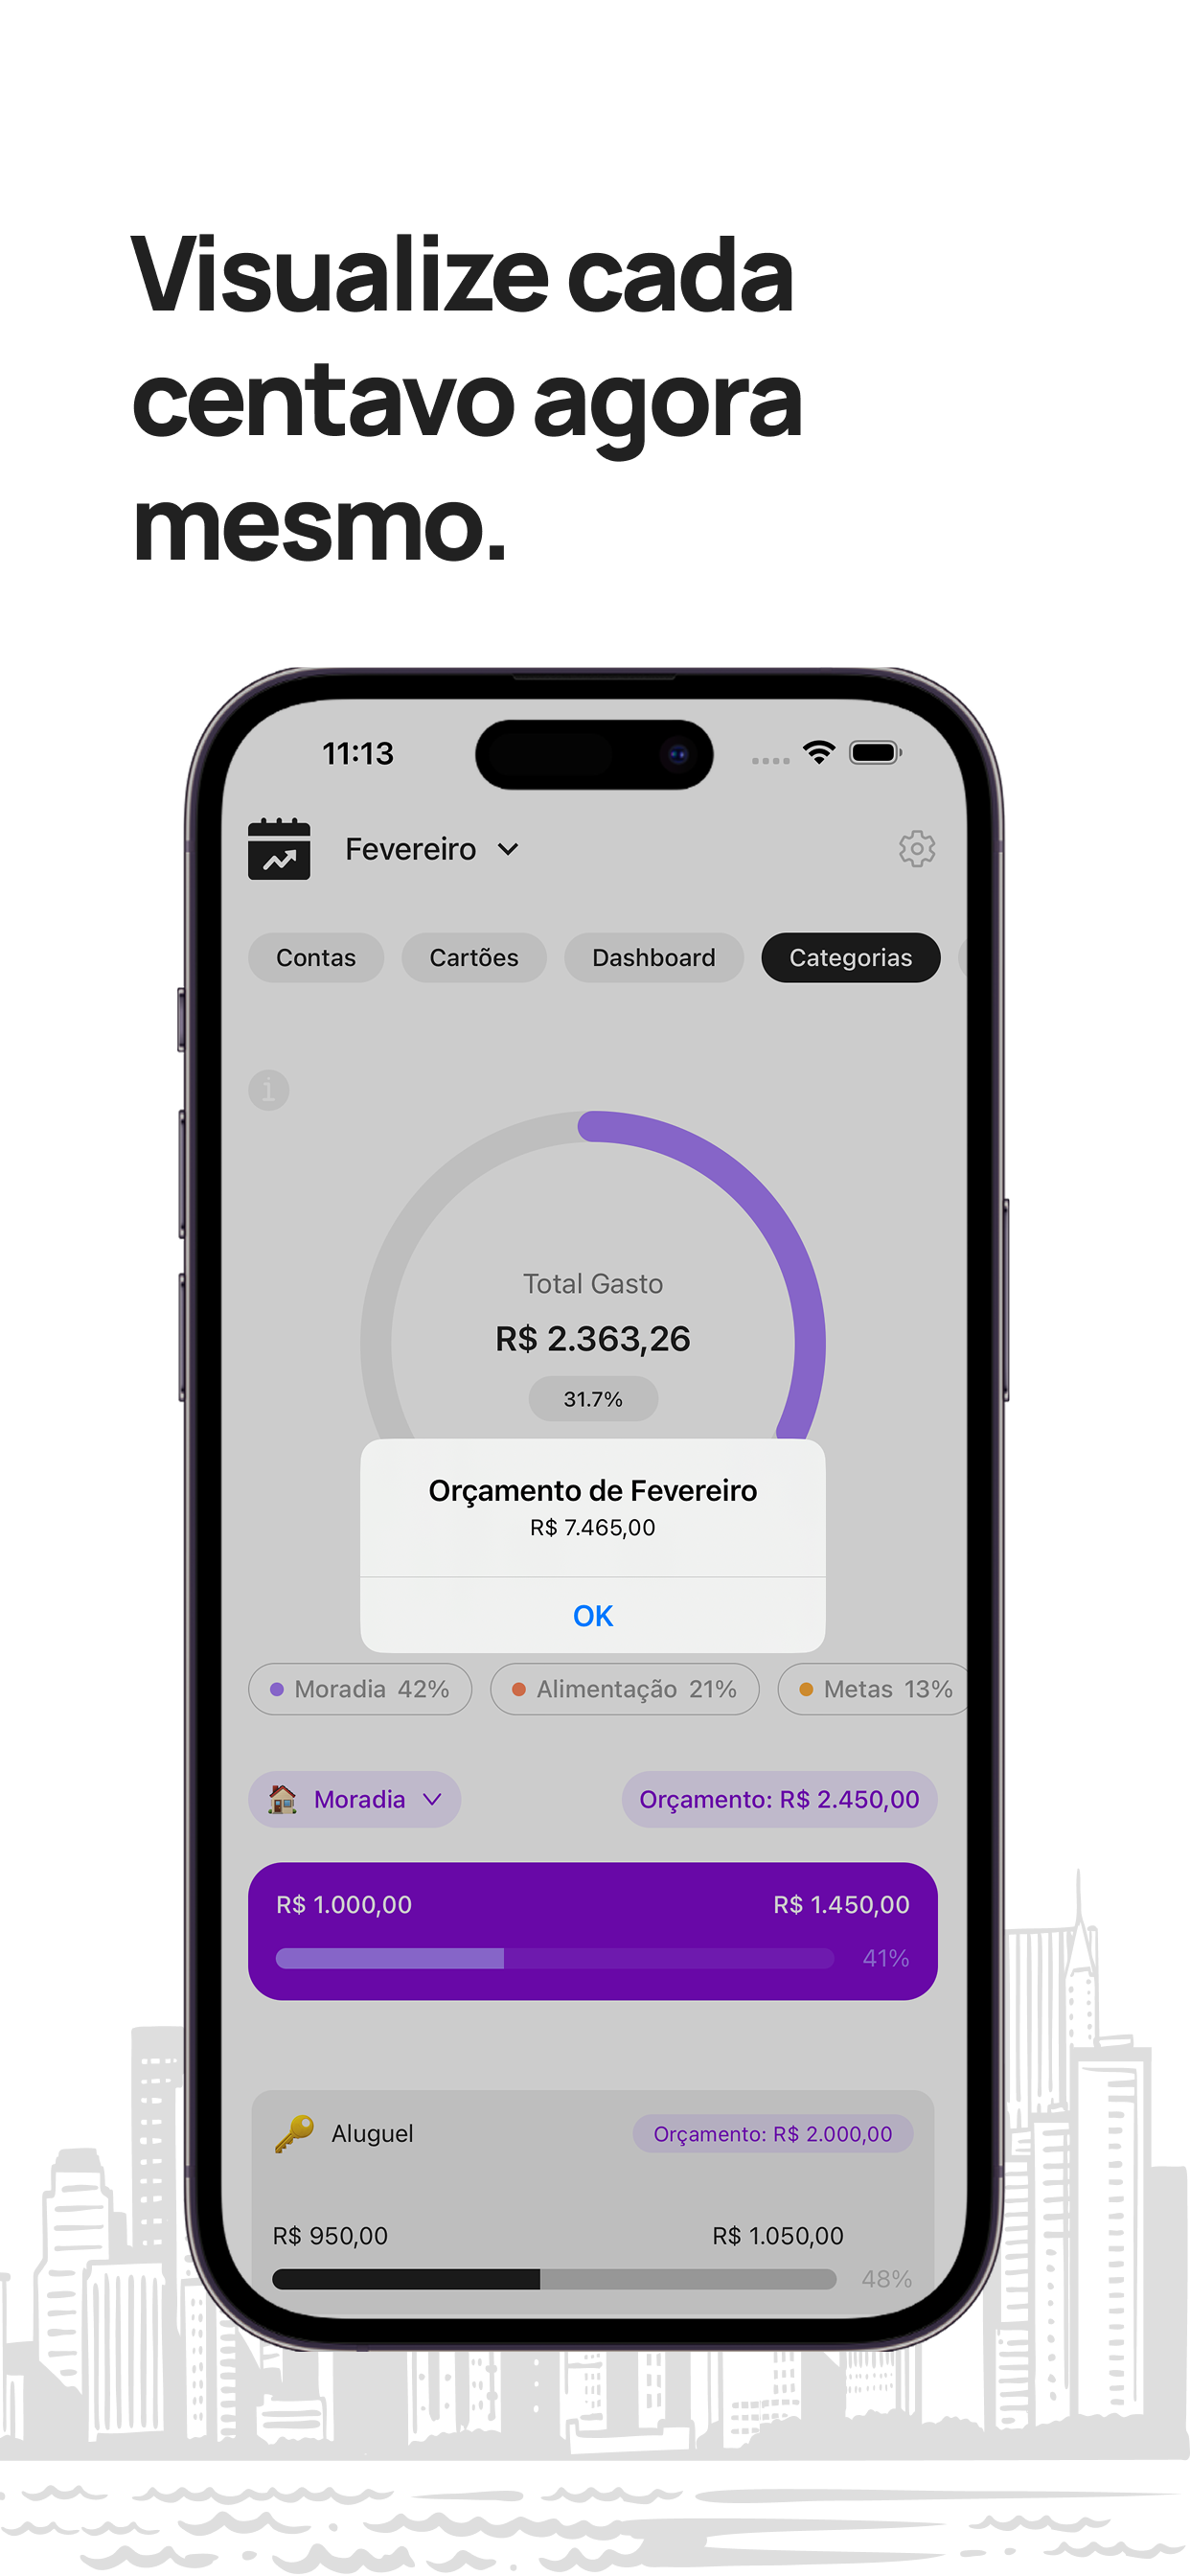 Visualize cada
centavo agora
mesmo.
11:13
Fevereiro
Contas Cartões Dashboard Categorias
i
Total Gasto
R$ 2.363,26
31.7%
Orçamento de Fevereiro
R$ 7.465,00
OK
Moradia 42% Alimentação 21% Metas 13%
Moradia Orçamento: R$ 2.450,00
R$ 1.000,00 R$ 1.450,00
41%
Aluguel Orçamento: R$ 2.000,00
R$ 950,00 R$ 1.050,00
48%